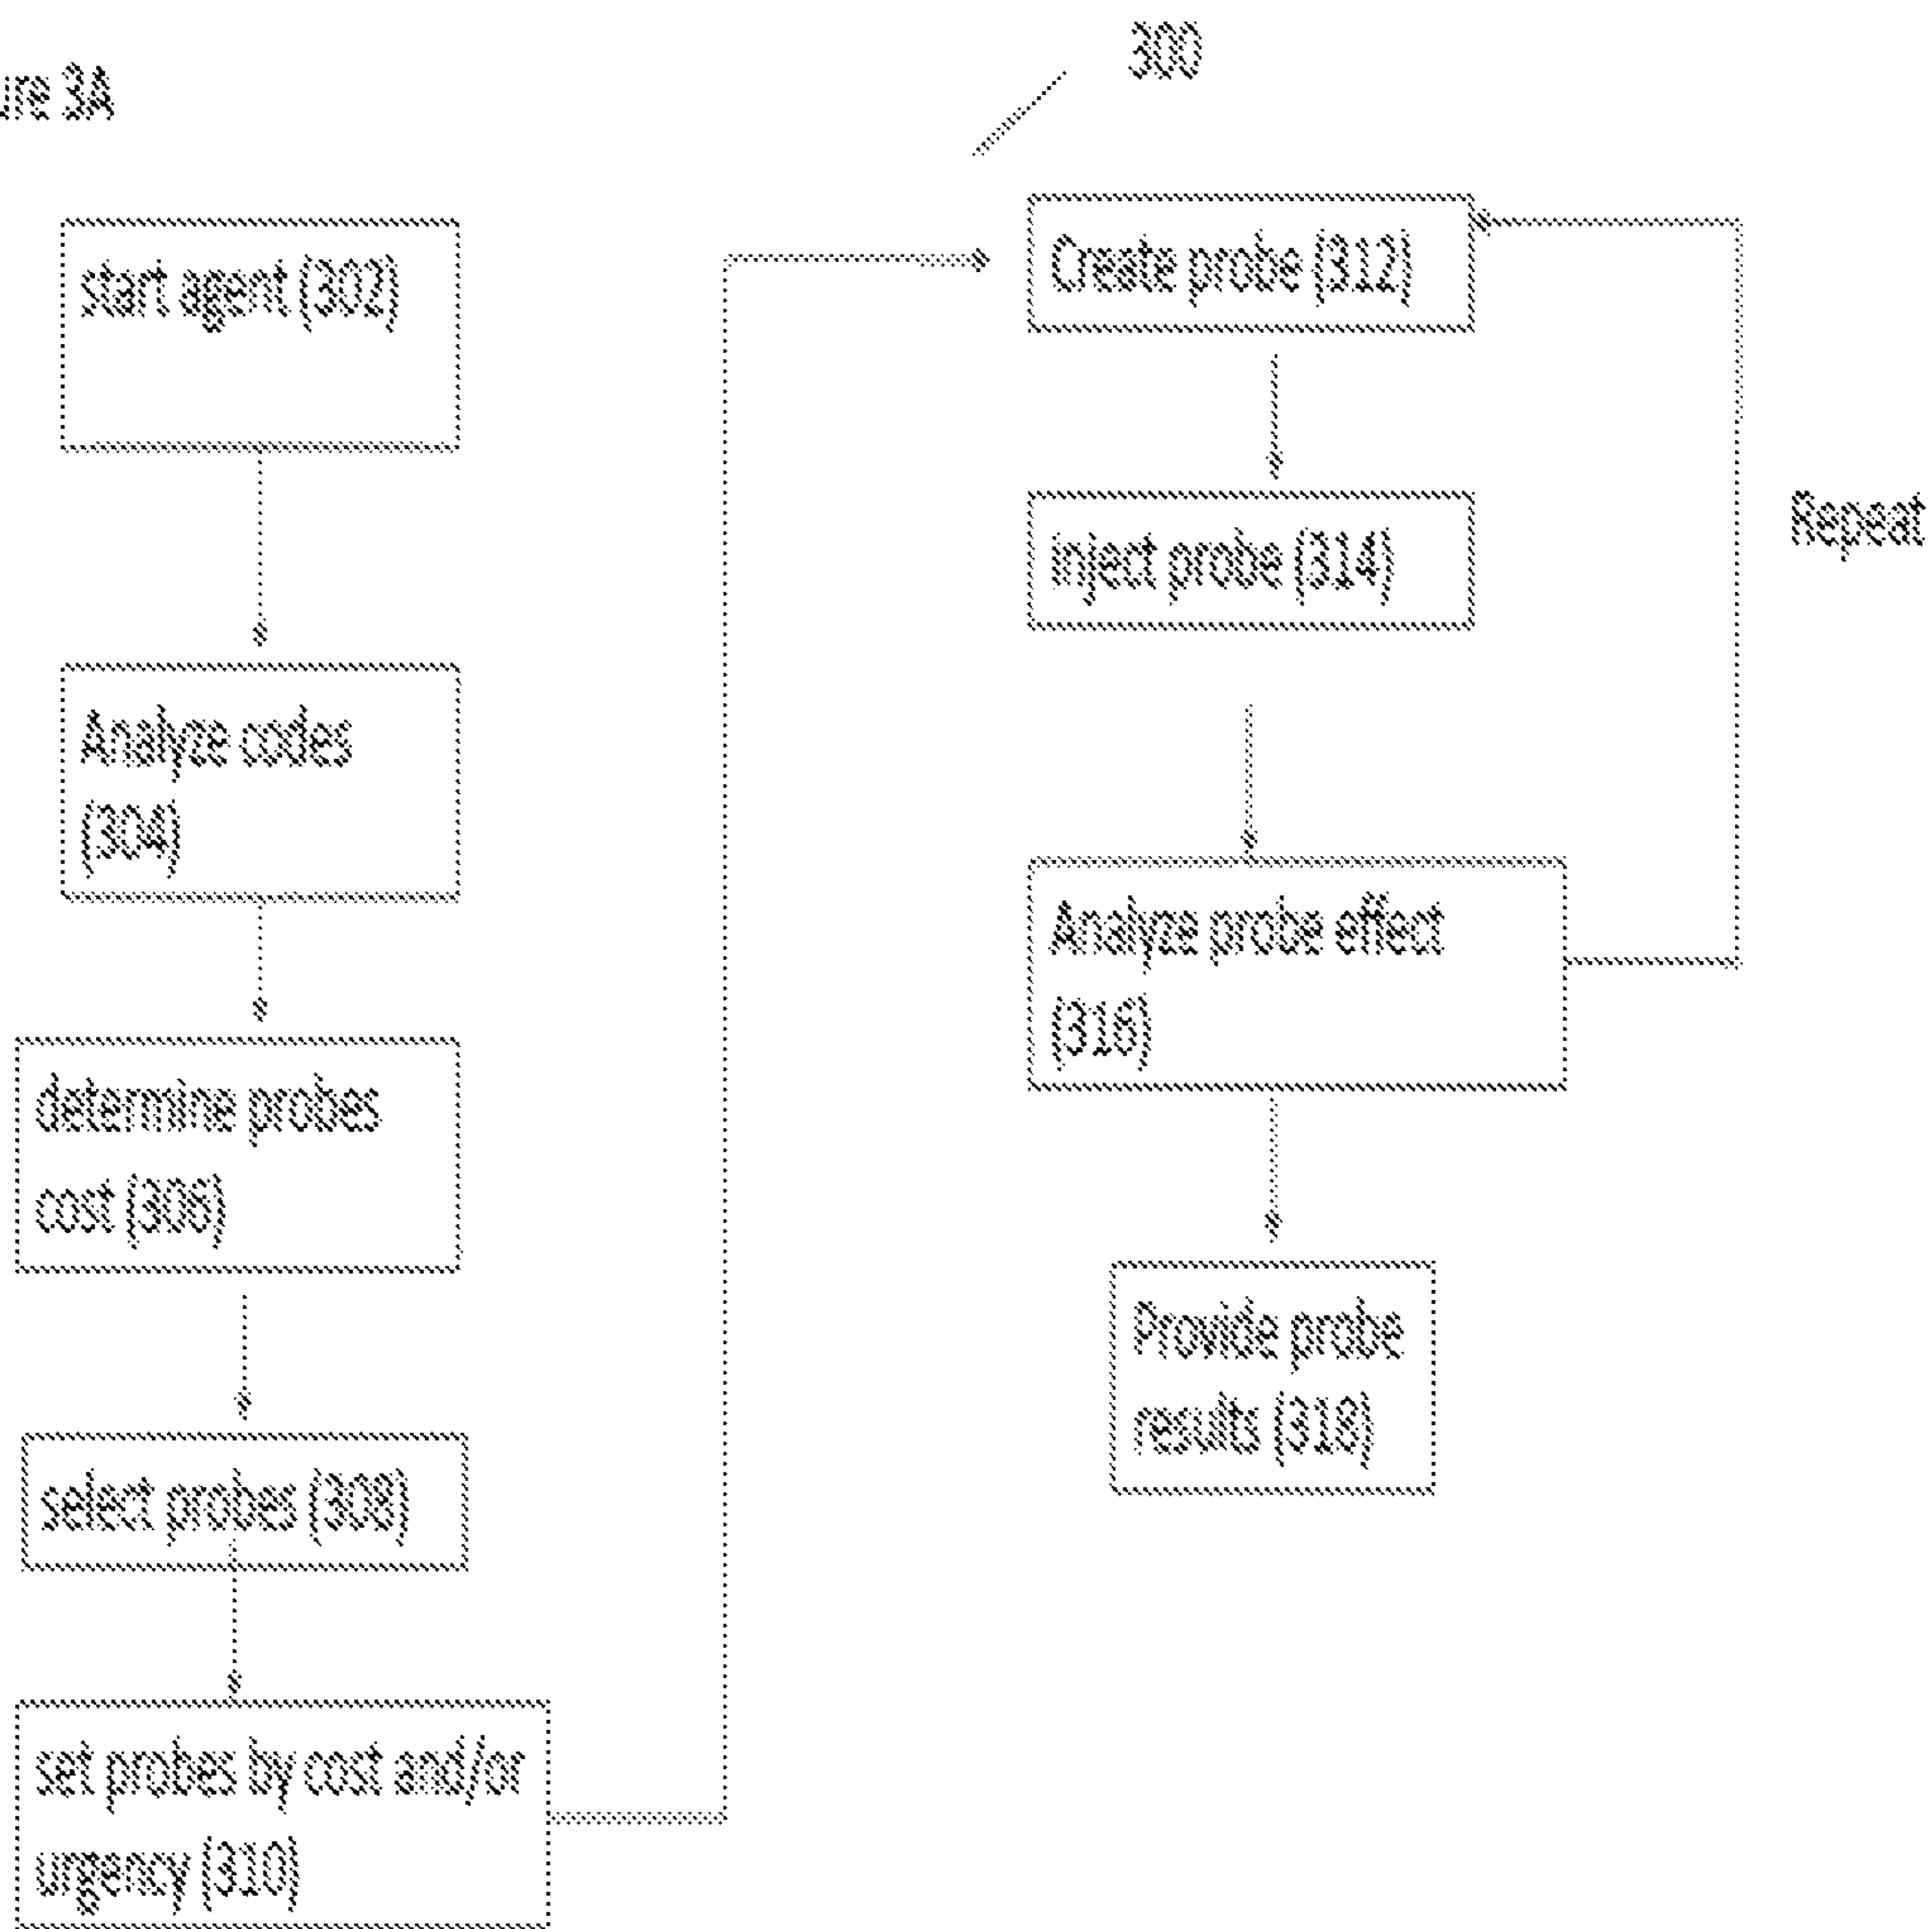 ure 3A
300
start agent (302)
Analyze codes
(304)
determine probes
cost (306)
select probes (308)
set probes by cost and/or
urgency (310)
Create probe (312)
inject probe (314)
Analyze probe effect
(316)
Provide probe
results (318)
Repeat